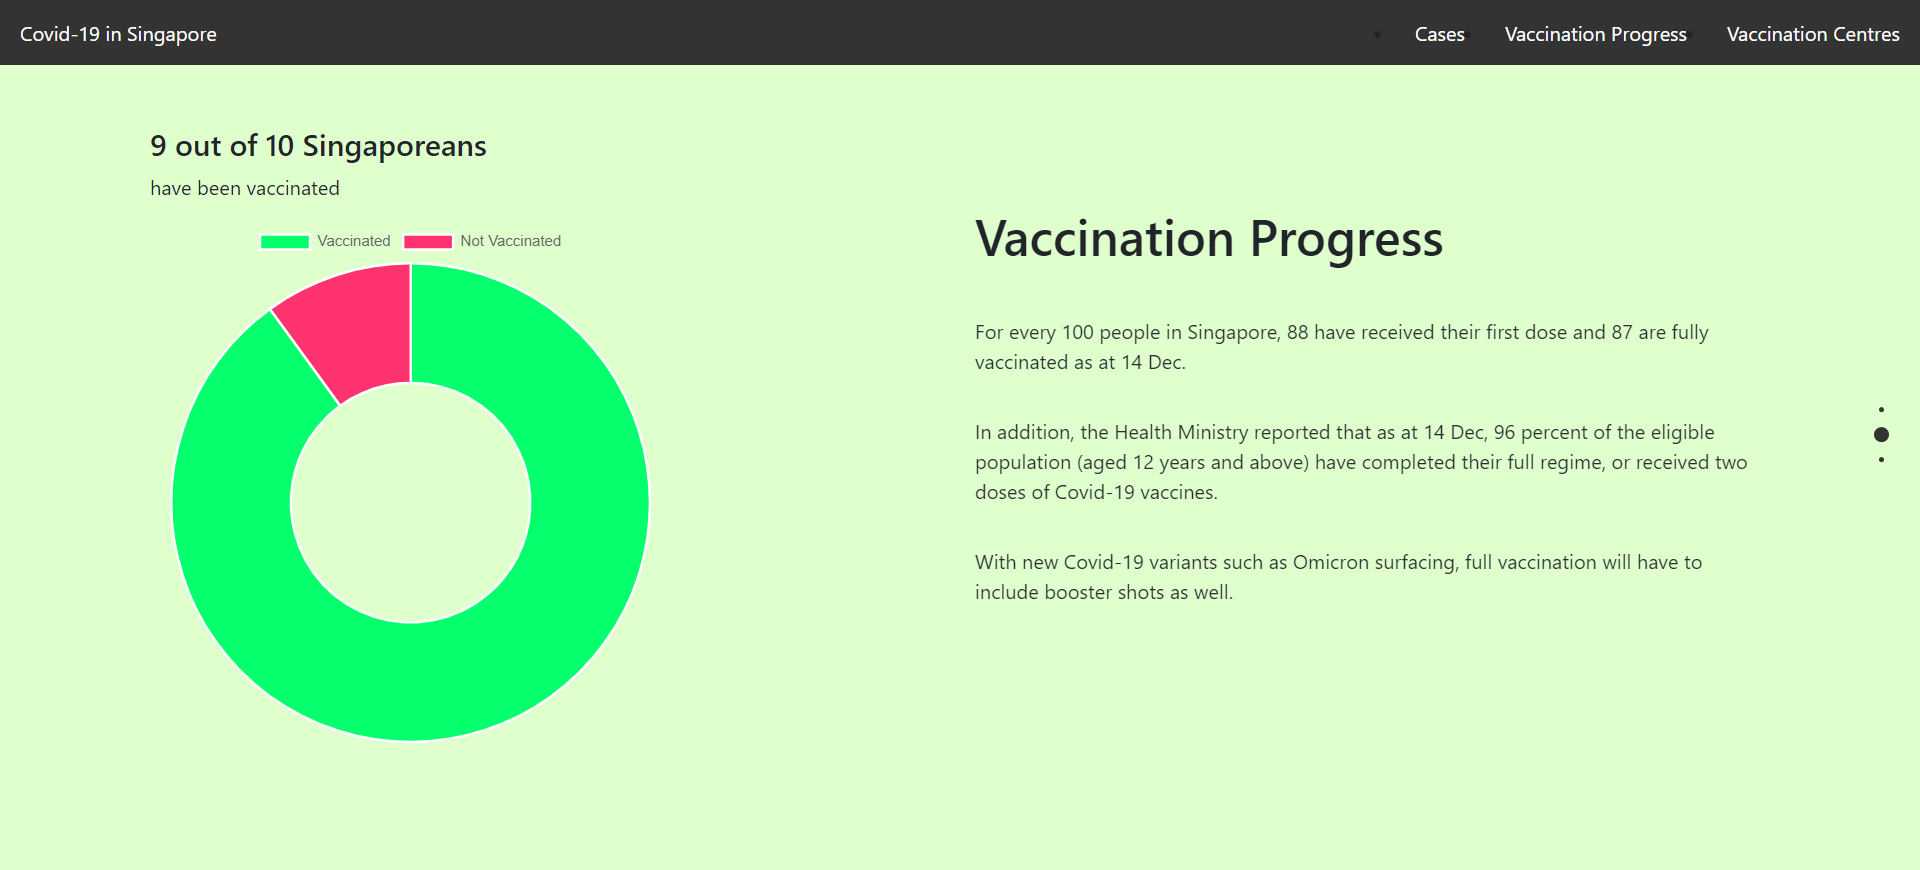 Covid-19 in Singapore
Cases
Vaccination Progress
Vaccination Centres
9 out of 10 Singaporeans
have been vaccinated
Vaccinated
Not Vaccinated
Vaccination Progress
For every 100 people in Singapore, 88 have received their first dose and 87 are fully
vaccinated as at 14 Dec.
In addition, the Health Ministry reported that as at 14 Dec, 96 percent of the eligible
population (aged 12 years and above) have completed their full regime, or received two
doses of Covid-19 vaccines.
With new Covid-19 variants such as Omicron surfacing, full vaccination will have to
include booster shots as well.